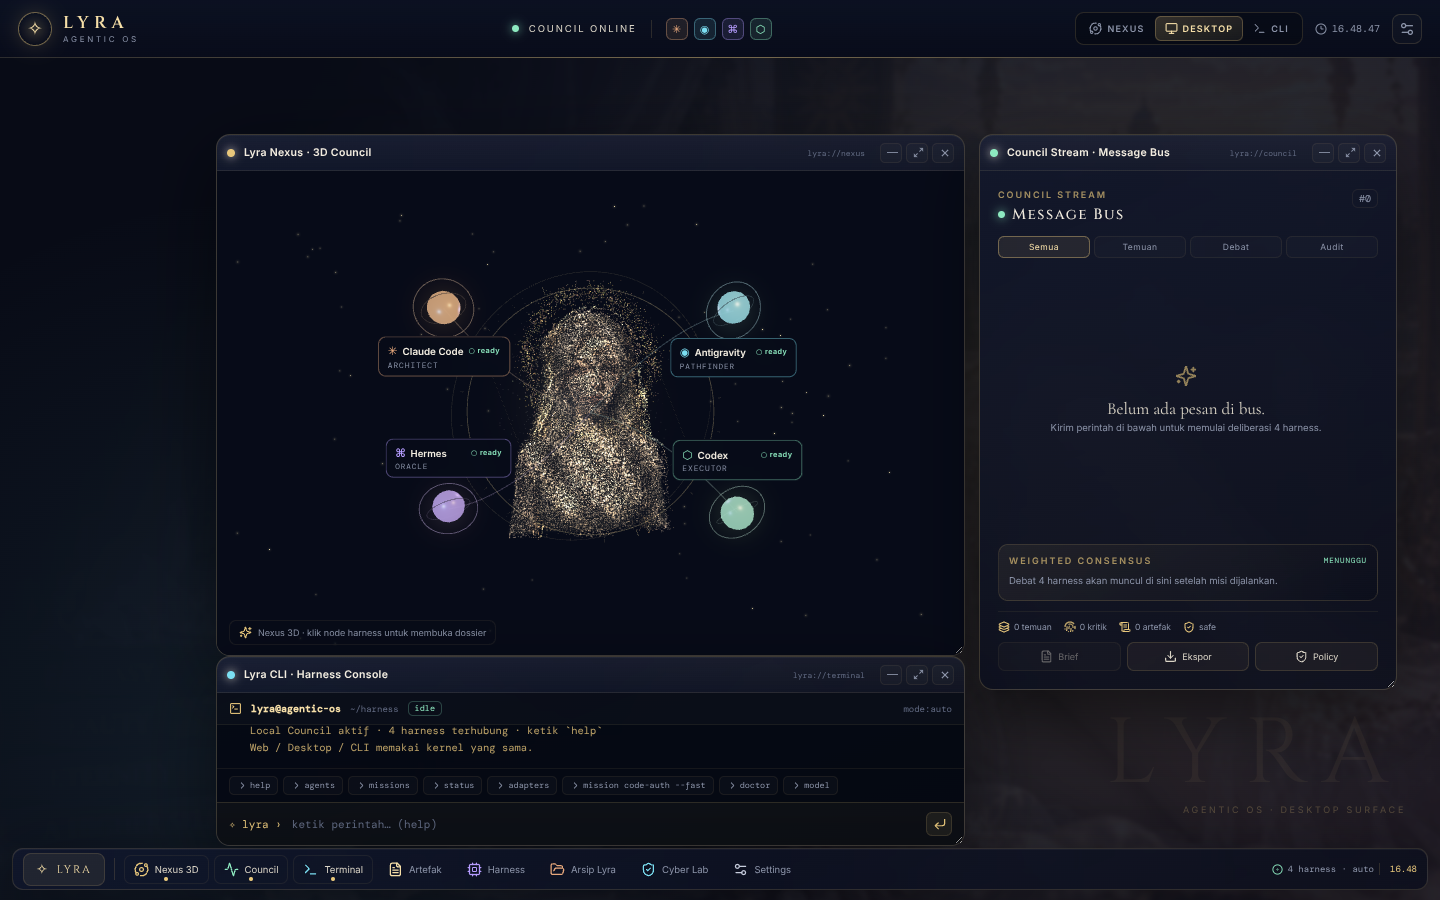 LYRA
AGENTIC OS
COUNCIL ONLINE
NEXUS
DESKTOP
CLI
16.48.47
Lyra Nexus · 3D Council
lyra://nexus
Claude Code ready
ARCHITECT
Antigravity ready
PATHFINDER
Hermes ready
ORACLE
Codex ready
EXECUTOR
Nexus 3D · klik node harness untuk membuka dossier
Council Stream · Message Bus
lyra://council
COUNCIL STREAM
#0
MESSAGE BUS
Semua
Temuan
Debat
Audit
Belum ada pesan di bus.
Kirim perintah di bawah untuk memulai deliberasi 4 harness.
WEIGHTED CONSENSUS
MENUNGGU
Debat 4 harness akan muncul di sini setelah misi dijalankan.
0 temuan
0 kritik
0 artefak
safe
Brief
Ekspor
Policy
Lyra CLI · Harness Console
lyra://terminal
lyra@agentic-os ~/harness idle
mode:auto
Local Council aktif · 4 harness terhubung · ketik `help`
Web / Desktop / CLI memakai kernel yang sama.
help
agents
missions
status
adapters
mission code-auth --fast
doctor
model
lyra › ketik perintah… (help)
LYRA
AGENTIC OS · DESKTOP SURFACE
LYRA
Nexus 3D
Council
Terminal
Artefak
Harness
Arsip Lyra
Cyber Lab
Settings
4 harness · auto
16.48